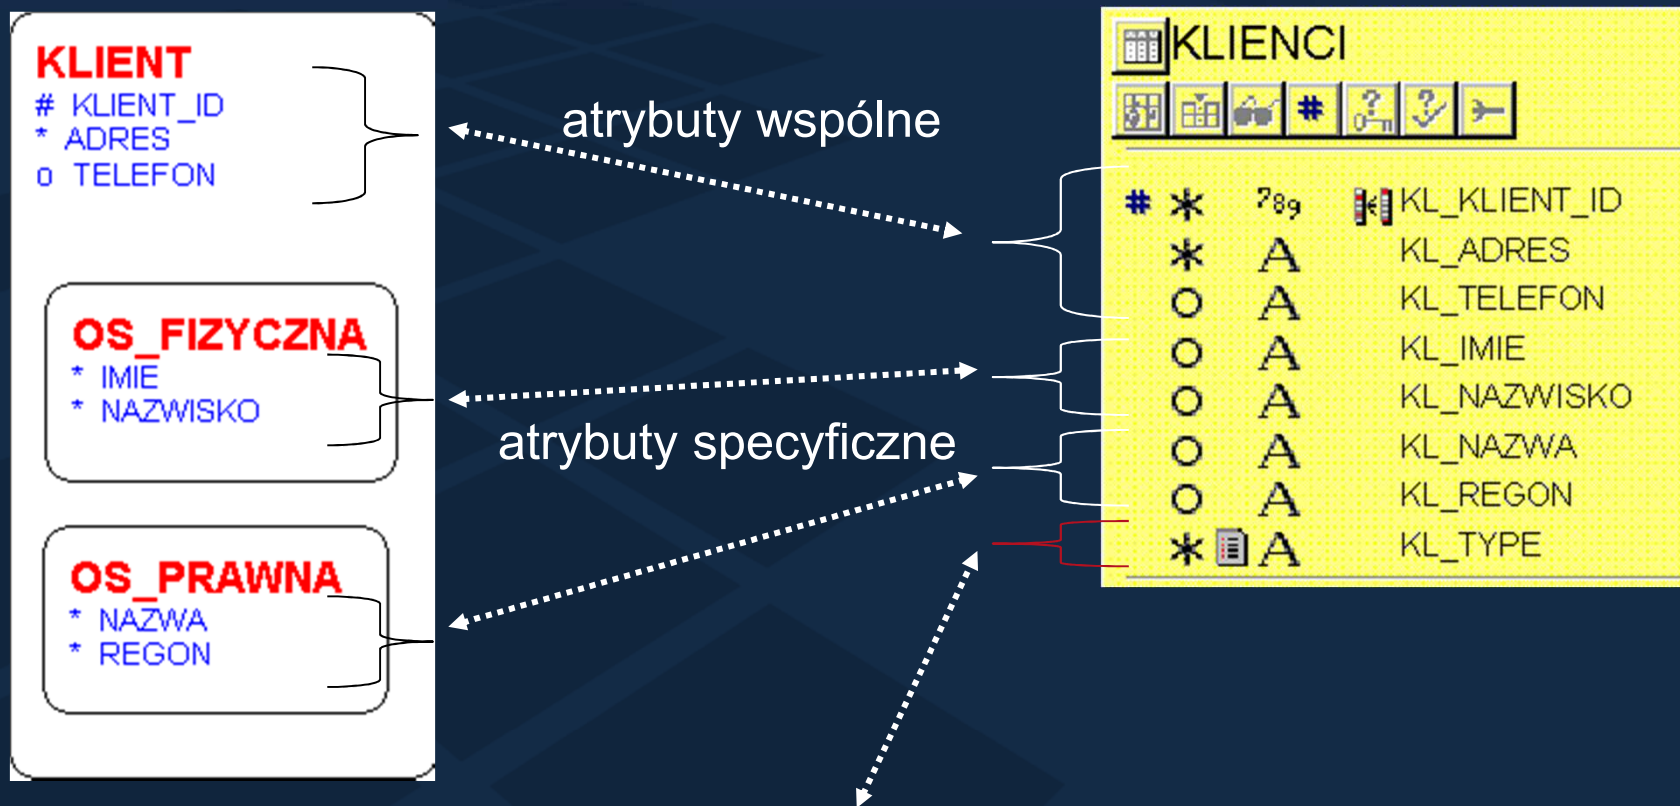 KLIENT
# KLIENT_ID
* ADRES
o TELEFON
OS_FIZYCZNA
* IMIE
* NAZWISKO
OS_PRAWNA
* NAZWA
* REGON
atrybuty wspólne
atrybuty specyficzne
KLIENCI
# * 789 KL_KLIENT_ID
* A KL_ADRES
O A KL_TELEFON
O A KL_IMIE
O A KL_NAZWISKO
O A KL_NAZWA
O A KL_REGON
* A KL_TYPE